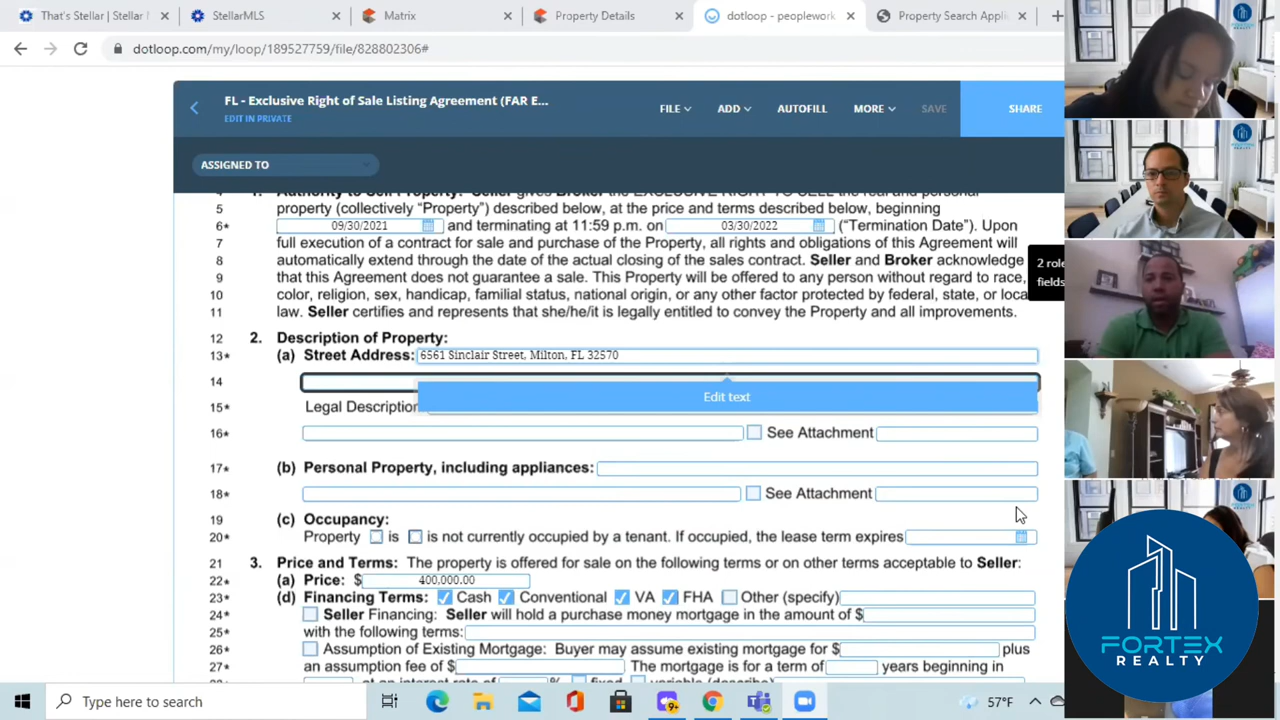 That's Stellar | Stellar M
StellarMLS
Matrix
Property Details
dotloop - peoplework
Property Search Appli
dotloop.com/my/loop/189527759/file/828802306#
FL - Exclusive Right of Sale Listing Agreement (FAR E...
EDIT IN PRIVATE
FILE
ADD
AUTOFILL
MORE
SAVE
SHARE
ASSIGNED TO
5 property (collectively “Property”) described below, at the price and terms described below, beginning
6* 09/30/2021 and terminating at 11:59 p.m. on 03/30/2022 (“Termination Date”). Upon
7 full execution of a contract for sale and purchase of the Property, all rights and obligations of this Agreement will
8 automatically extend through the date of the actual closing of the sales contract. Seller and Broker acknowledge
9 that this Agreement does not guarantee a sale. This Property will be offered to any person without regard to race,
10 color, religion, sex, handicap, familial status, national origin, or any other factor protected by federal, state, or loca
11 law. Seller certifies and represents that she/he/it is legally entitled to convey the Property and all improvements.
2 role
fields
12 2. Description of Property:
13* (a) Street Address: 6561 Sinclair Street, Milton, FL 32570
14
Edit text
15* Legal Description
16* See Attachment
17* (b) Personal Property, including appliances:
18* See Attachment
19 (c) Occupancy:
20* Property is is not currently occupied by a tenant. If occupied, the lease term expires
21 3. Price and Terms: The property is offered for sale on the following terms or on other terms acceptable to Seller:
22* (a) Price: $ 400,000.00
23* (d) Financing Terms: Cash Conventional VA FHA Other (specify)
24* Seller Financing: Seller will hold a purchase money mortgage in the amount of $
25* with the following terms:
26* Assumption of Existing Mortgage: Buyer may assume existing mortgage for $ plus
27* an assumption fee of $ The mortgage is for a term of years beginning in
FORTEX
REALTY
Type here to search
9+
57°F